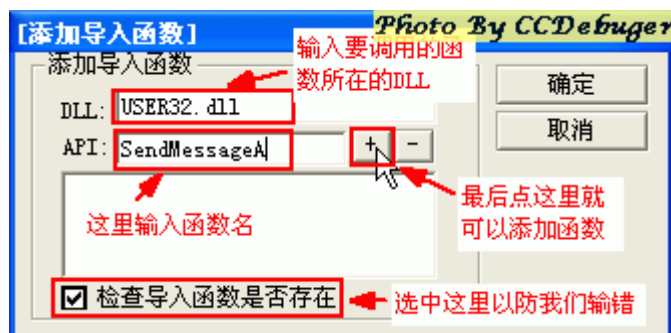 [添加导入函数]
Photo By CCDebuger
添加导入函数
输入要调用的函
数所在的DLL
DLL: USER32.dll
确定
API: SendMessageA
+
-
取消
这里输入函数名
最后点这里就
可以添加函数
检查导入函数是否存在
选中这里以防我们输错